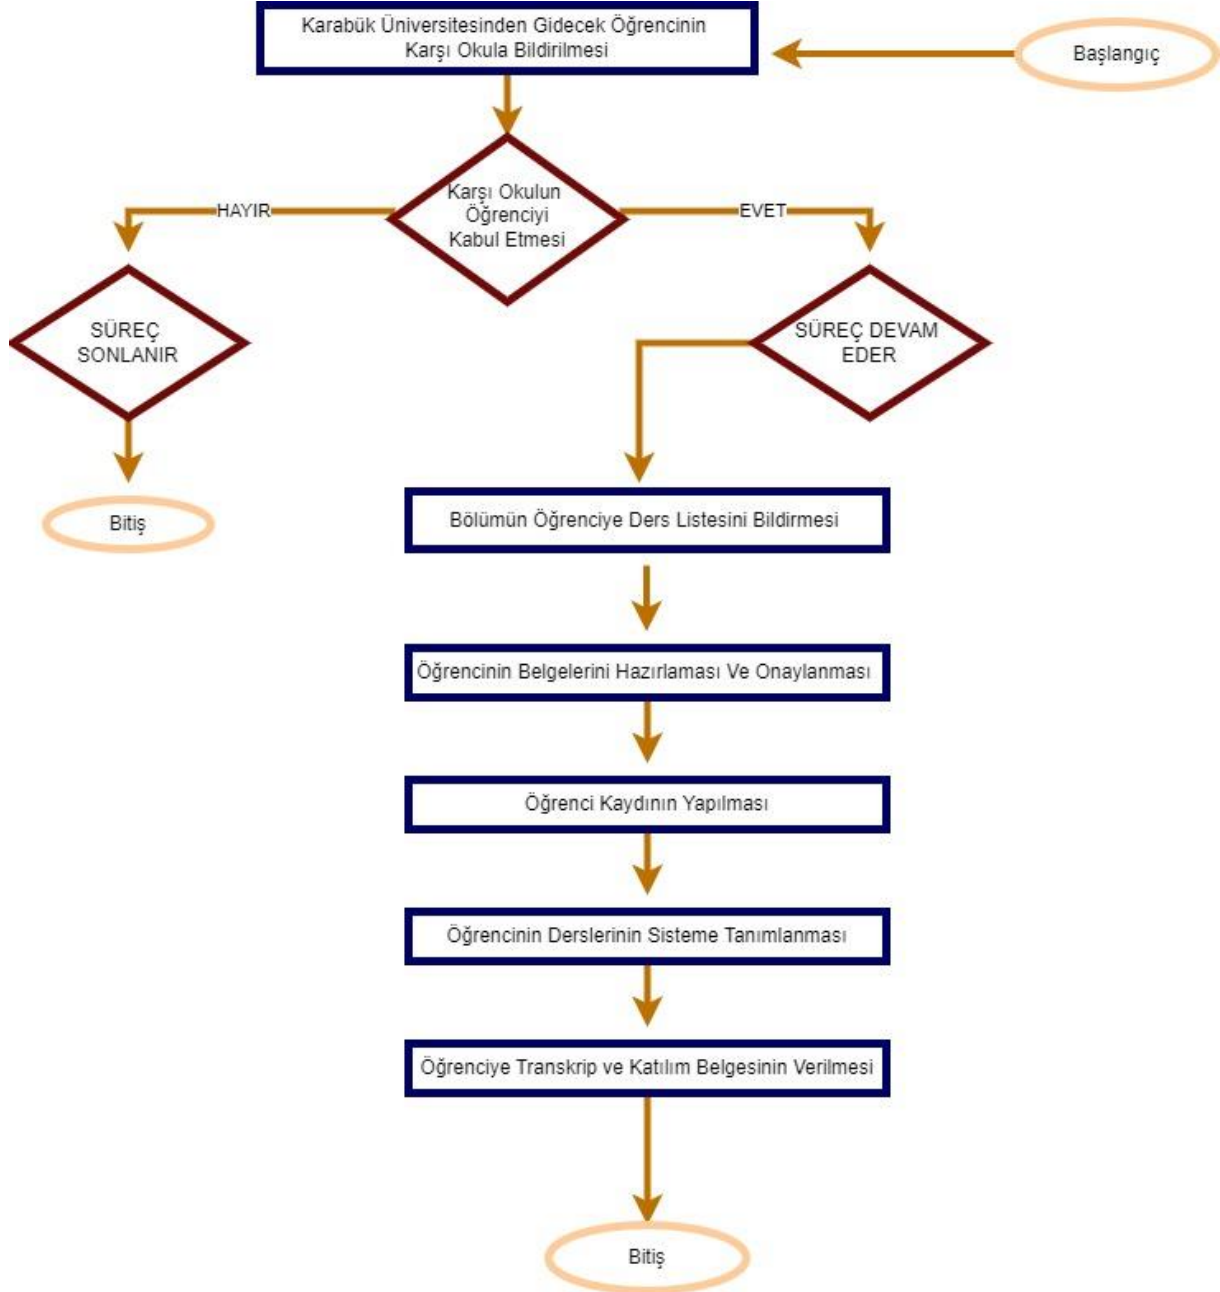 Karabük Üniversitesinden Gidecek Öğrencinin
Karşı Okula Bildirilmesi
Başlangıç
Karşı Okulun
Öğrenciyi
Kabul Etmesi
HAYIR
EVET
SÜREÇ
SONLANIR
SÜREÇ DEVAM
EDER
Bitiş
Bölümün Öğrenciye Ders Listesini Bildirmesi
Öğrencinin Belgelerini Hazırlaması Ve Onaylanması
Öğrenci Kaydının Yapılması
Öğrencinin Derslerinin Sisteme Tanımlanması
Öğrenciye Transkrip ve Katılım Belgesinin Verilmesi
Bitiş